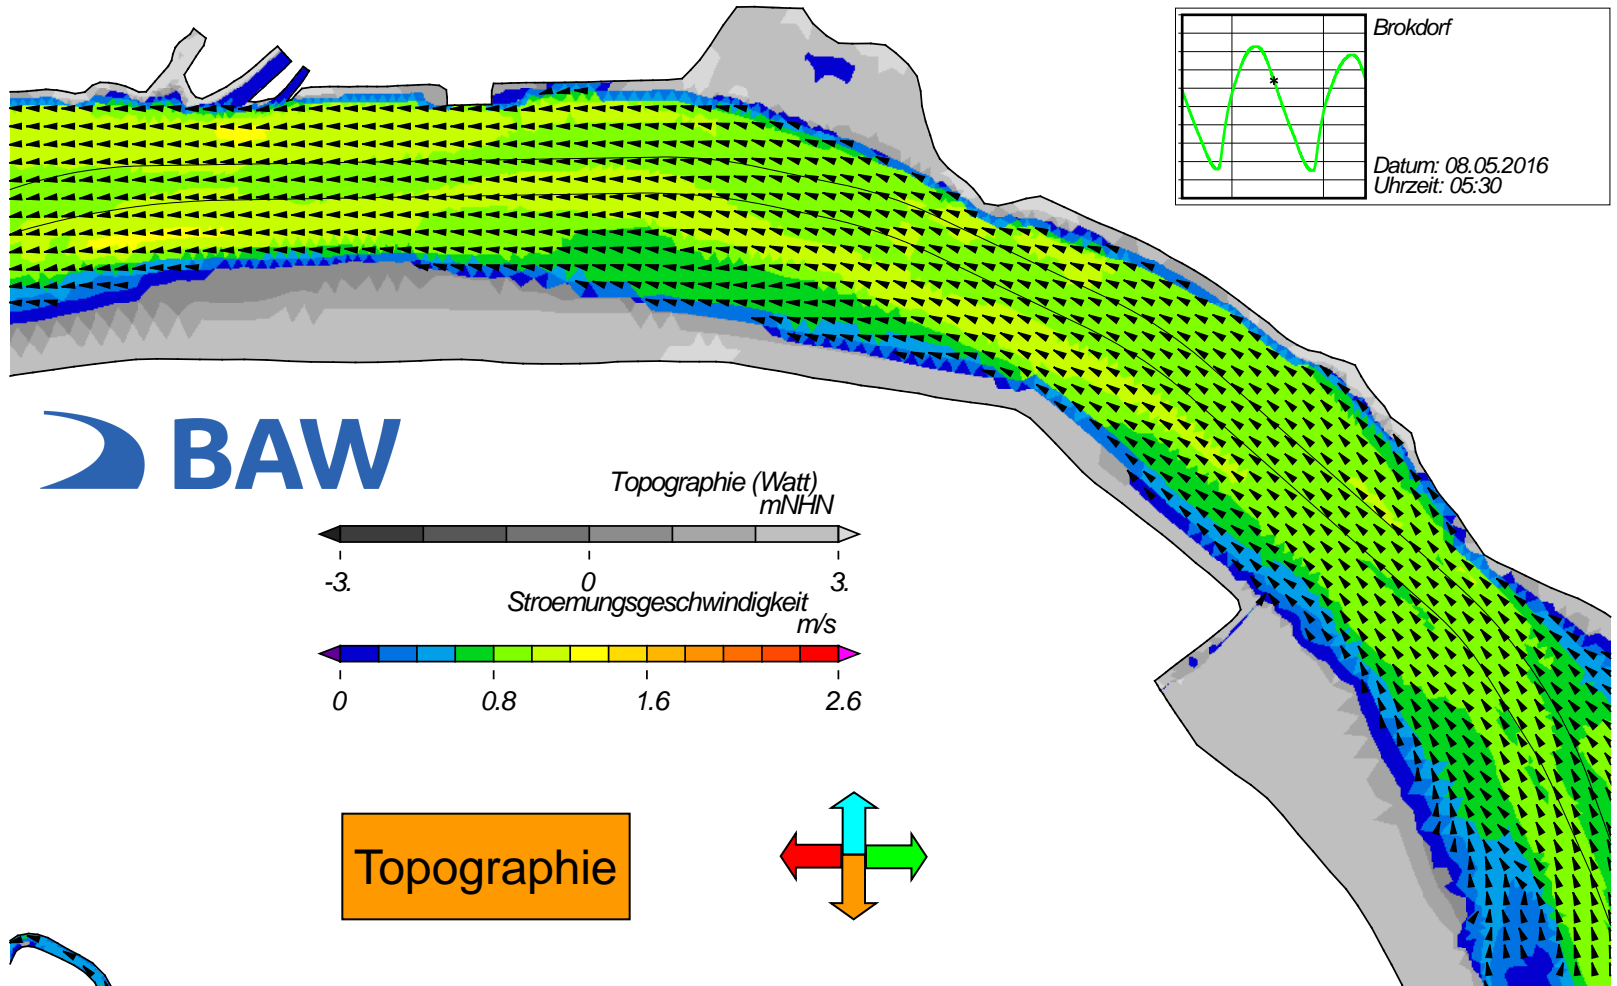 Brokdorf
Datum: 08.05.2016
Uhrzeit: 05:30
BAW
Topographie (Watt)
mNHN
-3. 0 3.
Stroemungsgeschwindigkeit
m/s
0 0.8 1.6 2.6
Topographie